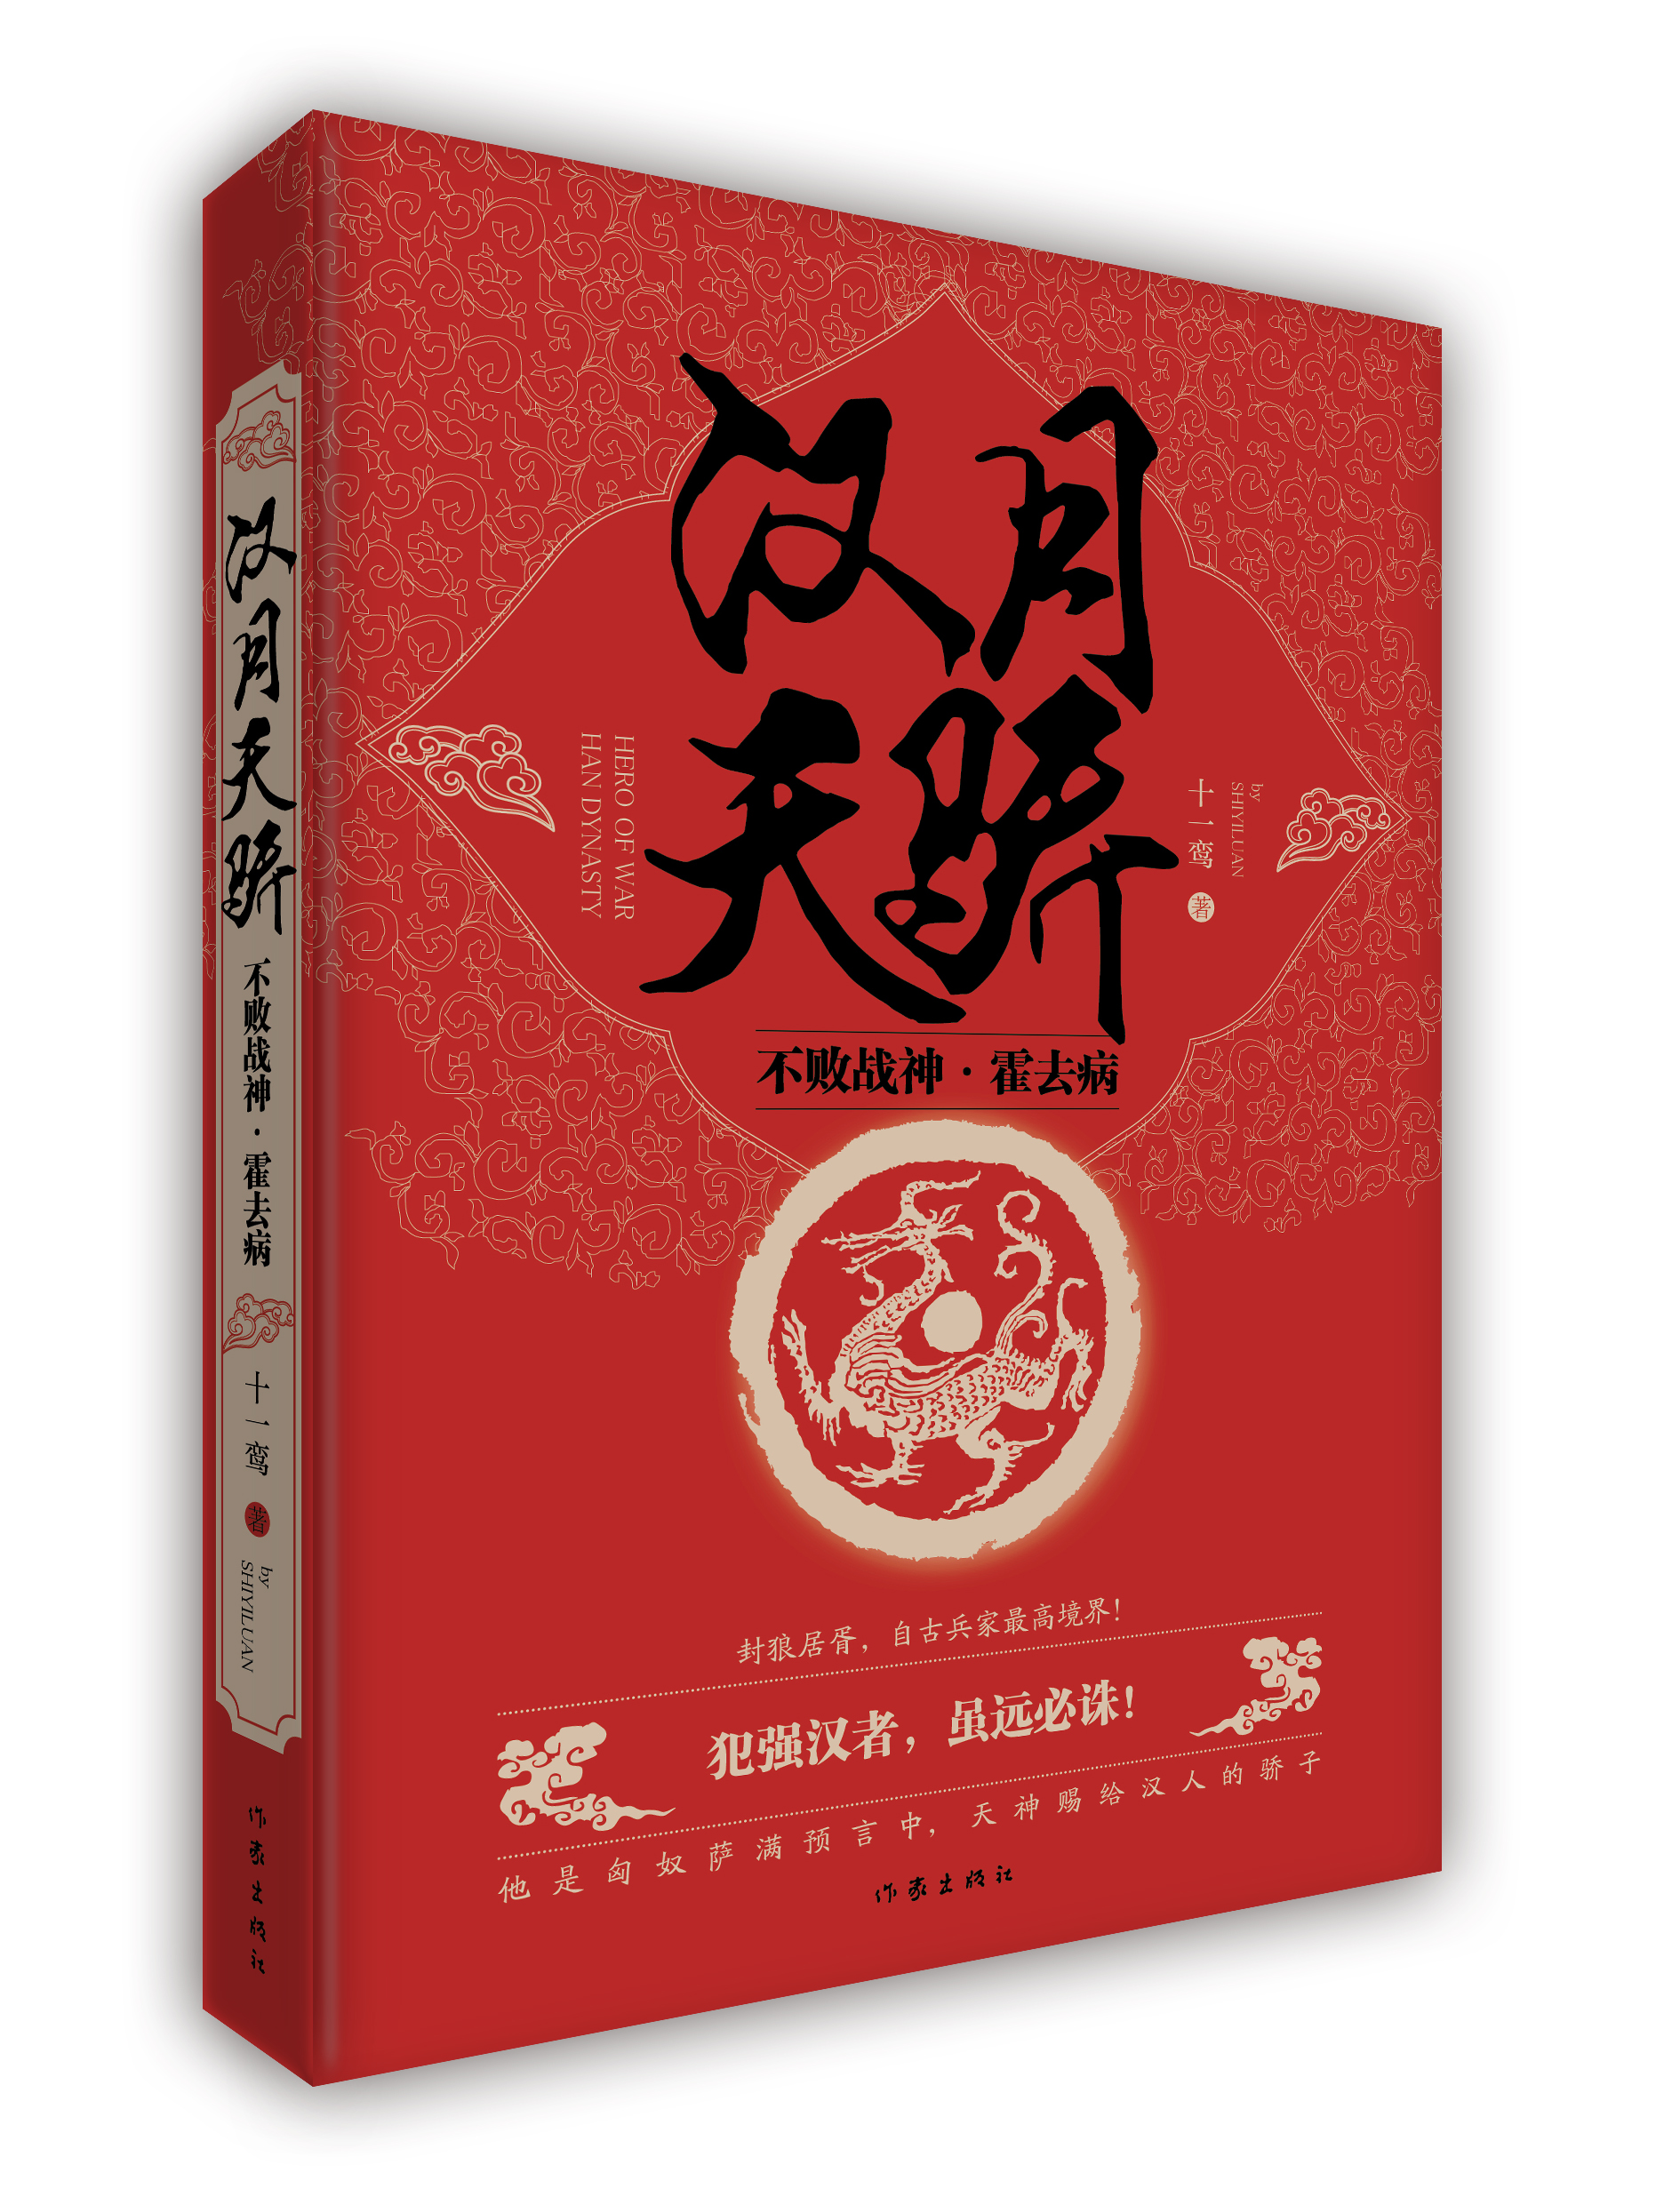 汉月
天骄
HERO OF WAR
HAN DYNASTY
by
SHIYILUAN
十一鸾 著
不败战神·霍去病
封狼居胥，自古兵家最高境界！
犯强汉者，虽远必诛！
他是匈奴萨满预言中，天神赐给汉人的骄子
作家出版社
汉月天骄
不败战神·霍去病
十一鸾 著
by
SHIYILUAN
作家出版社